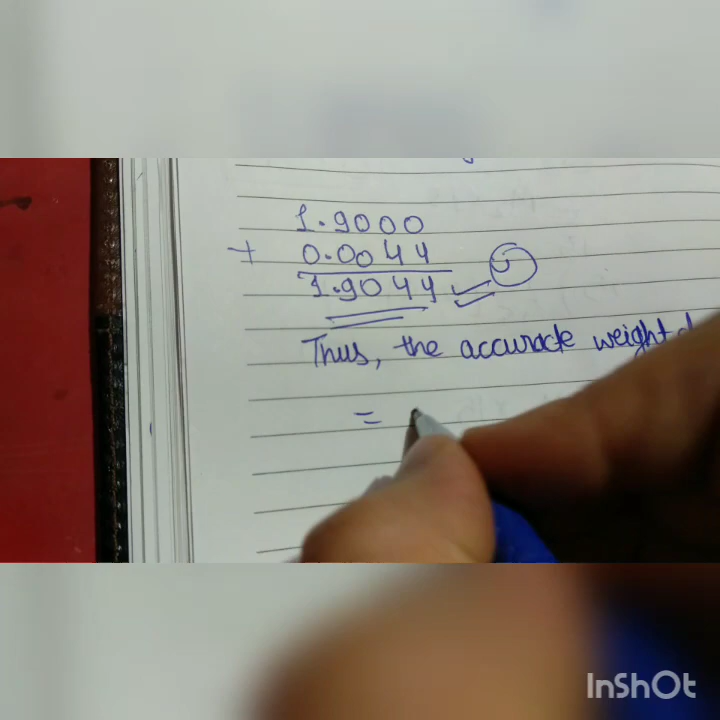 1.9000
+ 0.0044
1.9044
Thus, the accurate weight
=
InShOt